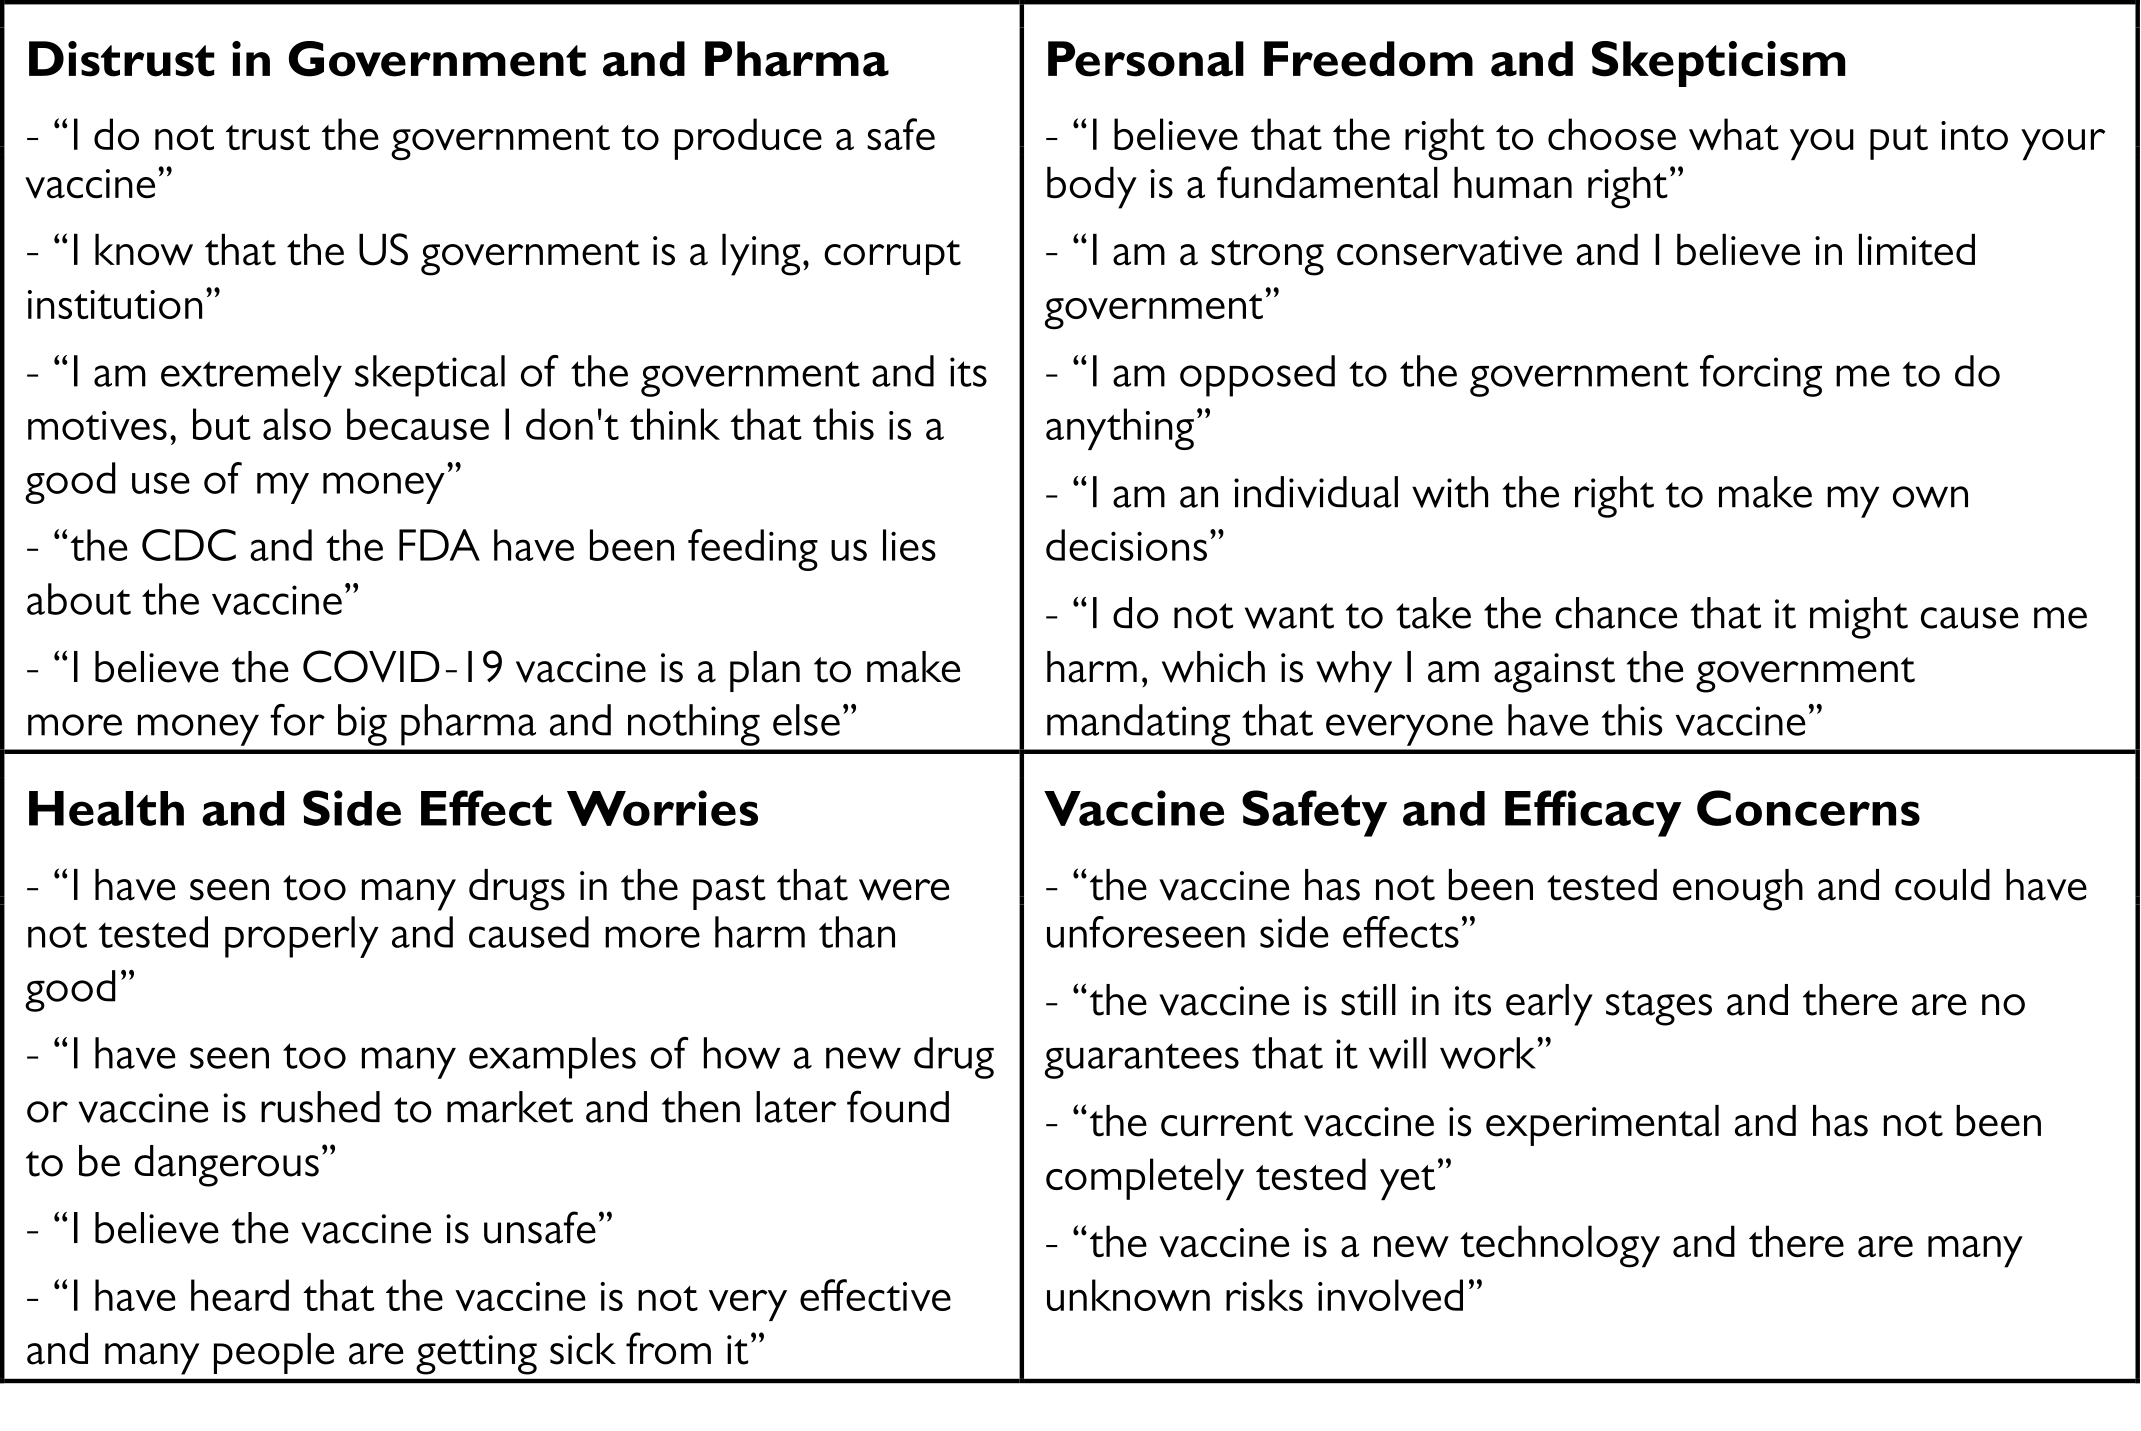 Distrust in Government and Pharma
- “I do not trust the government to produce a safe
vaccine”
- “I know that the US government is a lying, corrupt
institution”
- “I am extremely skeptical of the government and its
motives, but also because I don't think that this is a
good use of my money”
- “the CDC and the FDA have been feeding us lies
about the vaccine”
- “I believe the COVID-19 vaccine is a plan to make
more money for big pharma and nothing else”
Personal Freedom and Skepticism
- “I believe that the right to choose what you put into your
body is a fundamental human right”
- “I am a strong conservative and I believe in limited
government”
- “I am opposed to the government forcing me to do
anything”
- “I am an individual with the right to make my own
decisions”
- “I do not want to take the chance that it might cause me
harm, which is why I am against the government
mandating that everyone have this vaccine”
Health and Side Effect Worries
- “I have seen too many drugs in the past that were
not tested properly and caused more harm than
good”
- “I have seen too many examples of how a new drug
or vaccine is rushed to market and then later found
to be dangerous”
- “I believe the vaccine is unsafe”
- “I have heard that the vaccine is not very effective
and many people are getting sick from it”
Vaccine Safety and Efficacy Concerns
- “the vaccine has not been tested enough and could have
unforeseen side effects”
- “the vaccine is still in its early stages and there are no
guarantees that it will work”
- “the current vaccine is experimental and has not been
completely tested yet”
- “the vaccine is a new technology and there are many
unknown risks involved”